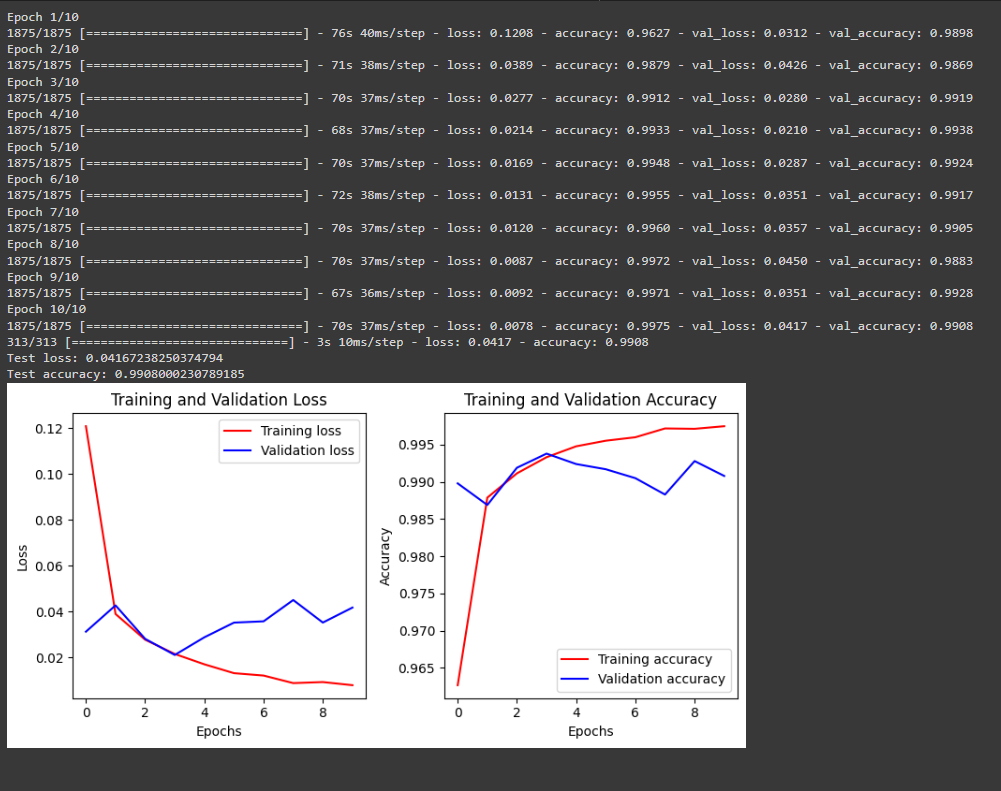 Epoch 1/10
1875/1875 [==============================] - 76s 40ms/step - loss: 0.1208 - accuracy: 0.9627 - val_loss: 0.0312 - val_accuracy: 0.9898
Epoch 2/10
1875/1875 [==============================] - 71s 38ms/step - loss: 0.0389 - accuracy: 0.9879 - val_loss: 0.0426 - val_accuracy: 0.9869
Epoch 3/10
1875/1875 [==============================] - 70s 37ms/step - loss: 0.0277 - accuracy: 0.9912 - val_loss: 0.0280 - val_accuracy: 0.9919
Epoch 4/10
1875/1875 [==============================] - 68s 37ms/step - loss: 0.0214 - accuracy: 0.9933 - val_loss: 0.0210 - val_accuracy: 0.9938
Epoch 5/10
1875/1875 [==============================] - 70s 37ms/step - loss: 0.0169 - accuracy: 0.9948 - val_loss: 0.0287 - val_accuracy: 0.9924
Epoch 6/10
1875/1875 [==============================] - 72s 38ms/step - loss: 0.0131 - accuracy: 0.9955 - val_loss: 0.0351 - val_accuracy: 0.9917
Epoch 7/10
1875/1875 [==============================] - 70s 37ms/step - loss: 0.0120 - accuracy: 0.9960 - val_loss: 0.0357 - val_accuracy: 0.9905
Epoch 8/10
1875/1875 [==============================] - 70s 37ms/step - loss: 0.0087 - accuracy: 0.9972 - val_loss: 0.0450 - val_accuracy: 0.9883
Epoch 9/10
1875/1875 [==============================] - 67s 36ms/step - loss: 0.0092 - accuracy: 0.9971 - val_loss: 0.0351 - val_accuracy: 0.9928
Epoch 10/10
1875/1875 [==============================] - 70s 37ms/step - loss: 0.0078 - accuracy: 0.9975 - val_loss: 0.0417 - val_accuracy: 0.9908
313/313 [==============================] - 3s 10ms/step - loss: 0.0417 - accuracy: 0.9908
Test loss: 0.04167238250374794
Test accuracy: 0.9908000230789185
Training and Validation Loss
Training loss
Validation loss
0.12
0.10
0.08
0.06
0.04
0.02
Loss
0 2 4 6 8
Epochs
Training and Validation Accuracy
0.995
0.990
0.985
0.980
0.975
0.970
0.965
Accuracy
Training accuracy
Validation accuracy
0 2 4 6 8
Epochs